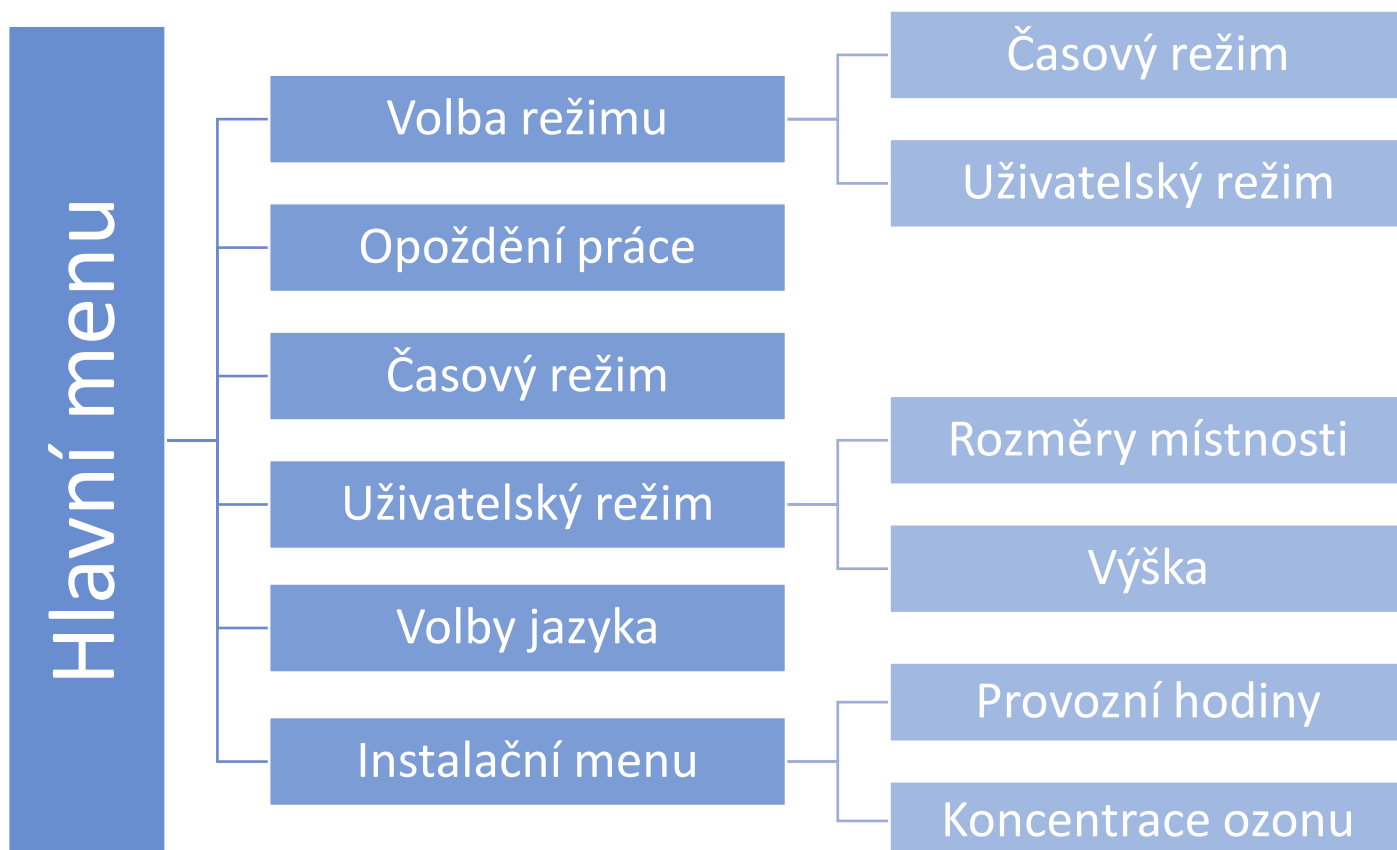 Hlavní menu
Volba režimu
Časový režim
Uživatelský režim
Opoždění práce
Časový režim
Uživatelský režim
Rozměry místnosti
Výška
Volby jazyka
Instalační menu
Provozní hodiny
Koncentrace ozonu